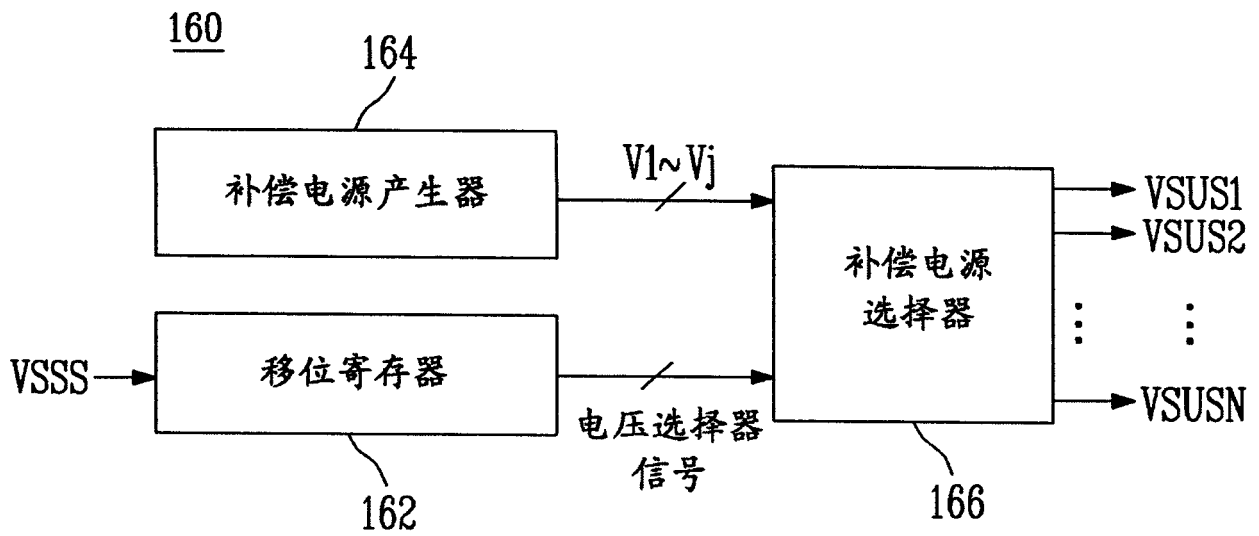 160
164
补偿电源产生器
V1~Vj
VSUS1
VSUS2
补偿电源
选择器
VSSS
移位寄存器
VSUSN
电压选择器
信号
162
166